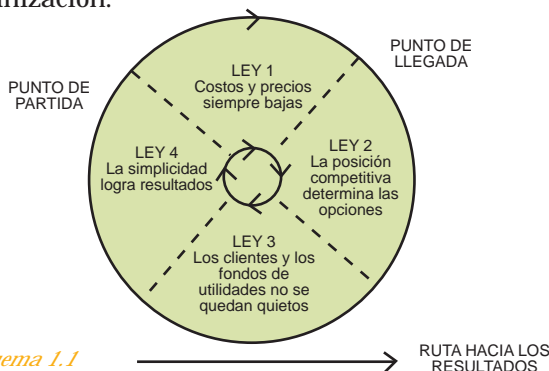 PUNTO DE
PARTIDA
LEY 1
Costos y precios
siempre bajas
PUNTO DE
LLEGADA
LEY 4
La simplicidad
logra resultados
LEY 2
La posición
competitiva
determina las
opciones
LEY 3
Los clientes y los
fondos de
utilidades no se
quedan quietos
1.1
RUTA HACIA LOS
RESULTADOS